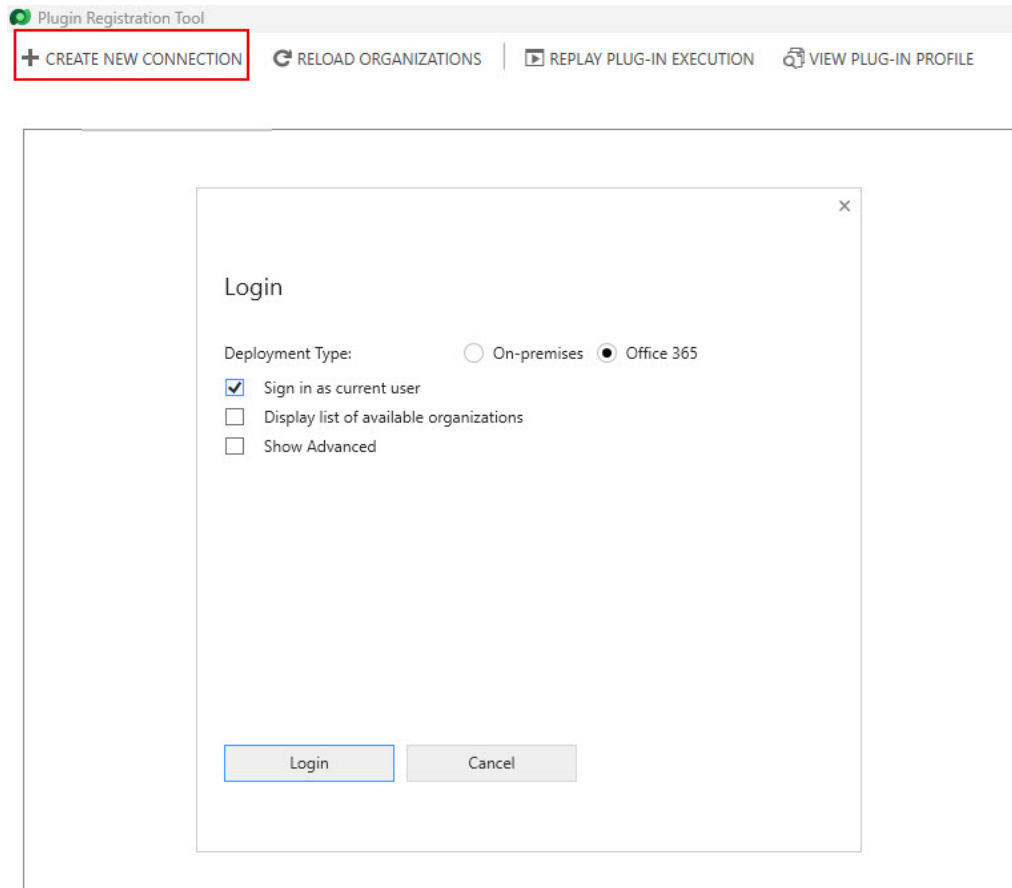 Plugin Registration Tool
CREATE NEW CONNECTION RELOAD ORGANIZATIONS REPLAY PLUG-IN EXECUTION VIEW PLUG-IN PROFILE
Login
Deployment Type: On-premises Office 365
Sign in as current user
Display list of available organizations
Show Advanced
Login Cancel